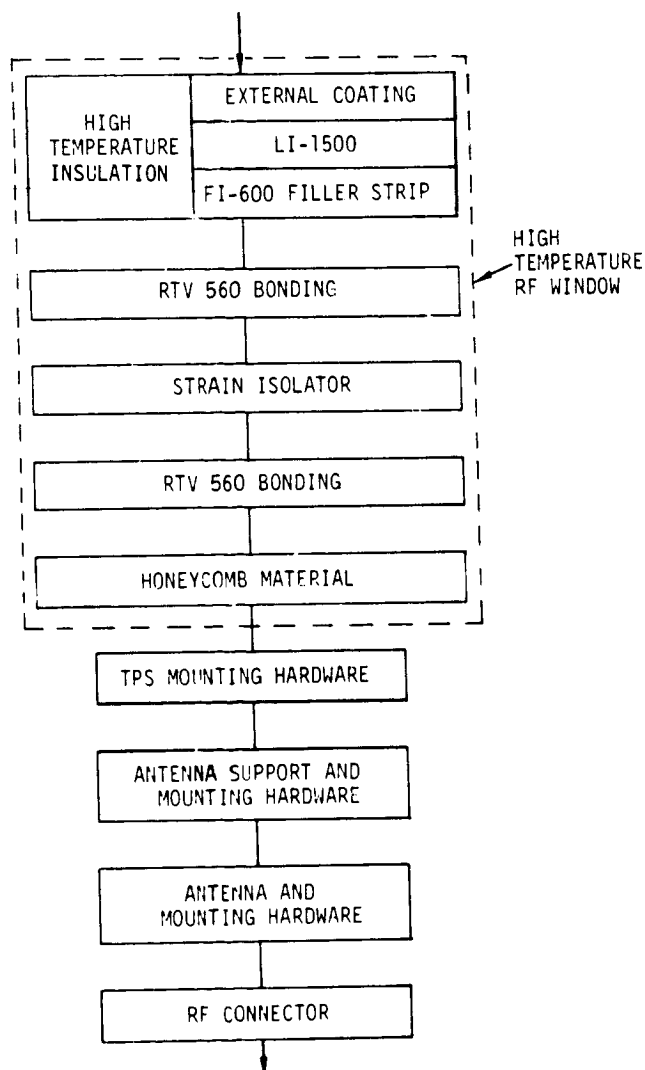 HIGH
TEMPERATURE
INSULATION
EXTERNAL COATING
LI-1500
FI-600 FILLER STRIP
HIGH
TEMPERATURE
RF WINDOW
RTV 560 BONDING
STRAIN ISOLATOR
RTV 560 BONDING
HONEYCOMB MATERIAL
TPS MOUNTING HARDWARE
ANTENNA SUPPORT AND
MOUNTING HARDWARE
ANTENNA AND
MOUNTING HARDWARE
RF CONNECTOR